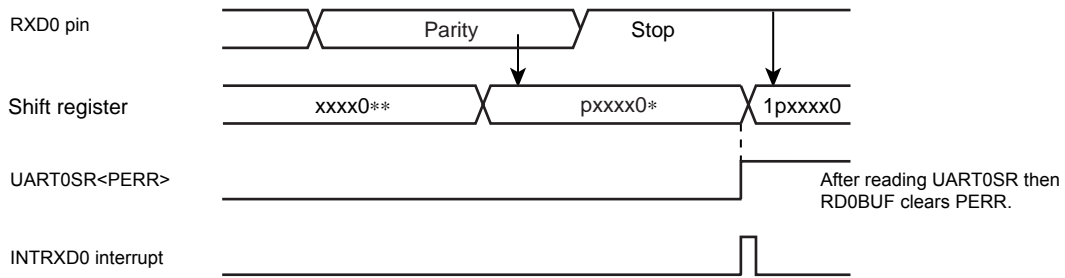 RXD0 pin
Parity
Stop
Shift register
xxxx0**
pxxxx0*
1pxxxx0
UART0SR<PERR>
After reading UART0SR then
RD0BUF clears PERR.
INTRXD0 interrupt